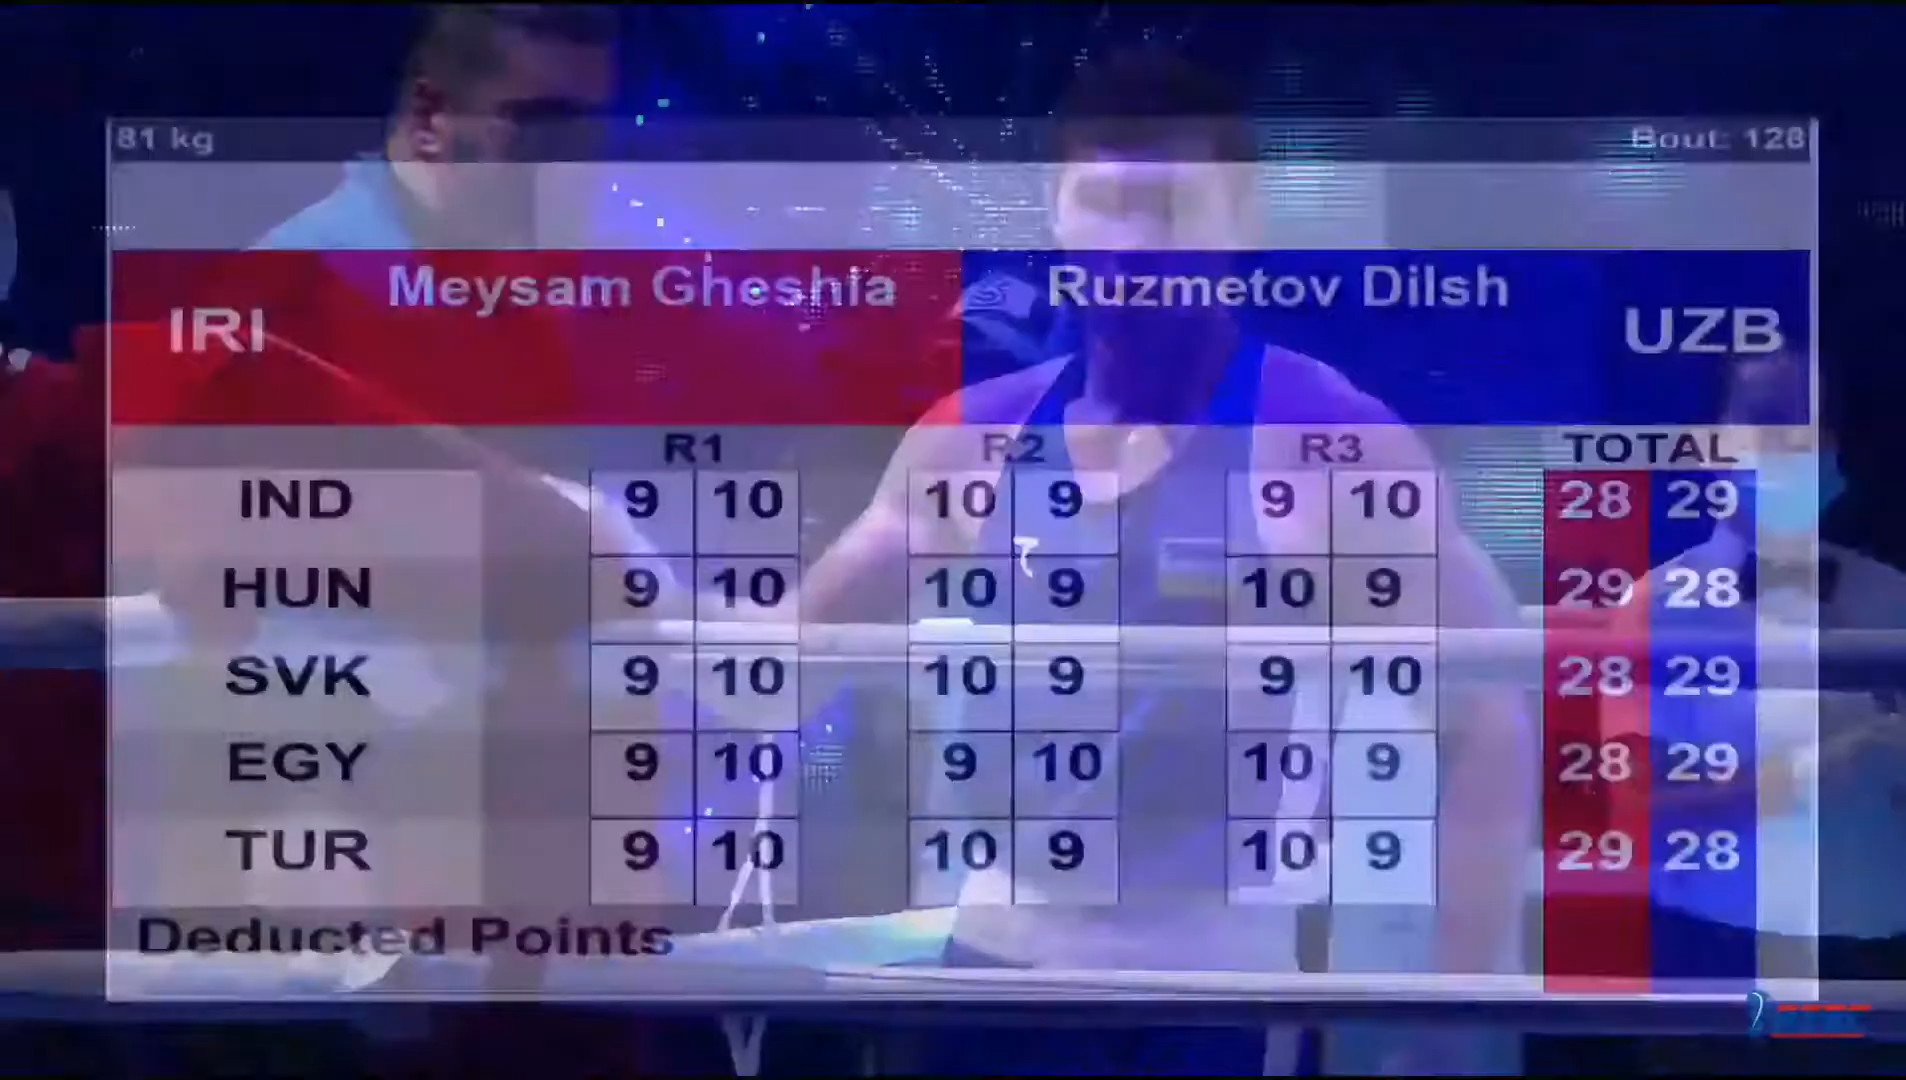 81 kg Bout: 128
Meysam Gheshia Ruzmetov Dilsh
IRI UZB
R1 R2 R3 TOTAL
IND 9 10 10 9 9 10 28 29
HUN 9 10 10 9 10 9 29 28
SVK 9 10 10 9 9 10 28 29
EGY 9 10 9 10 10 9 28 29
TUR 9 10 10 9 10 9 29 28
Deducted Points